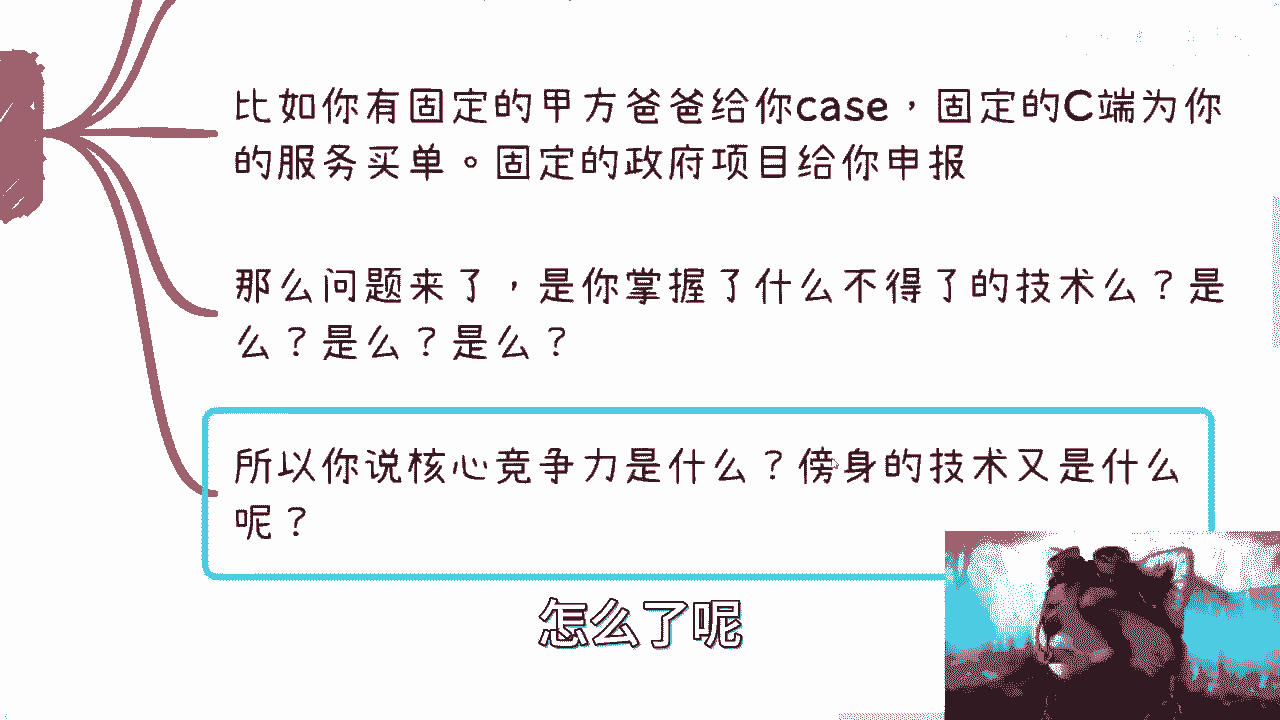 比如你有固定的甲方爸爸给你case，固定的C端为你
的服务买单。固定的政府项目给你申报
那么问题来了，是你掌握了什么不得了的技术么？是
么？是么？是么？
所以你说核心竞争力是什么？傍身的技术又是什么
呢？
怎么了呢